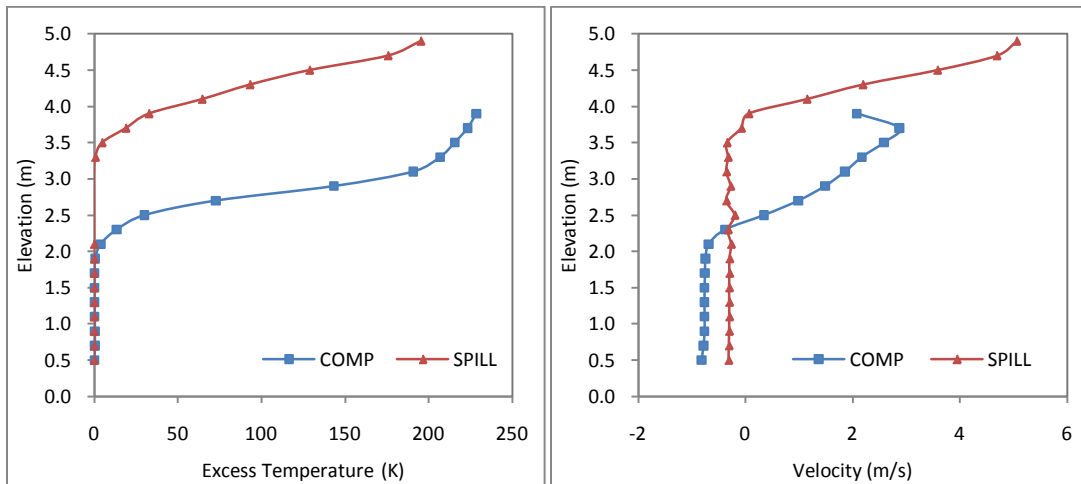 5.0
4.5
4.0
3.5
3.0
2.5
2.0
1.5
1.0
0.5
0.0
Elevation (m)
COMP SPILL
0 50 100 150 200 250
Excess Temperature (K)
5.0
4.5
4.0
3.5
3.0
2.5
2.0
1.5
1.0
0.5
0.0
Elevation (m)
COMP SPILL
-2 0 2 4 6
Velocity (m/s)